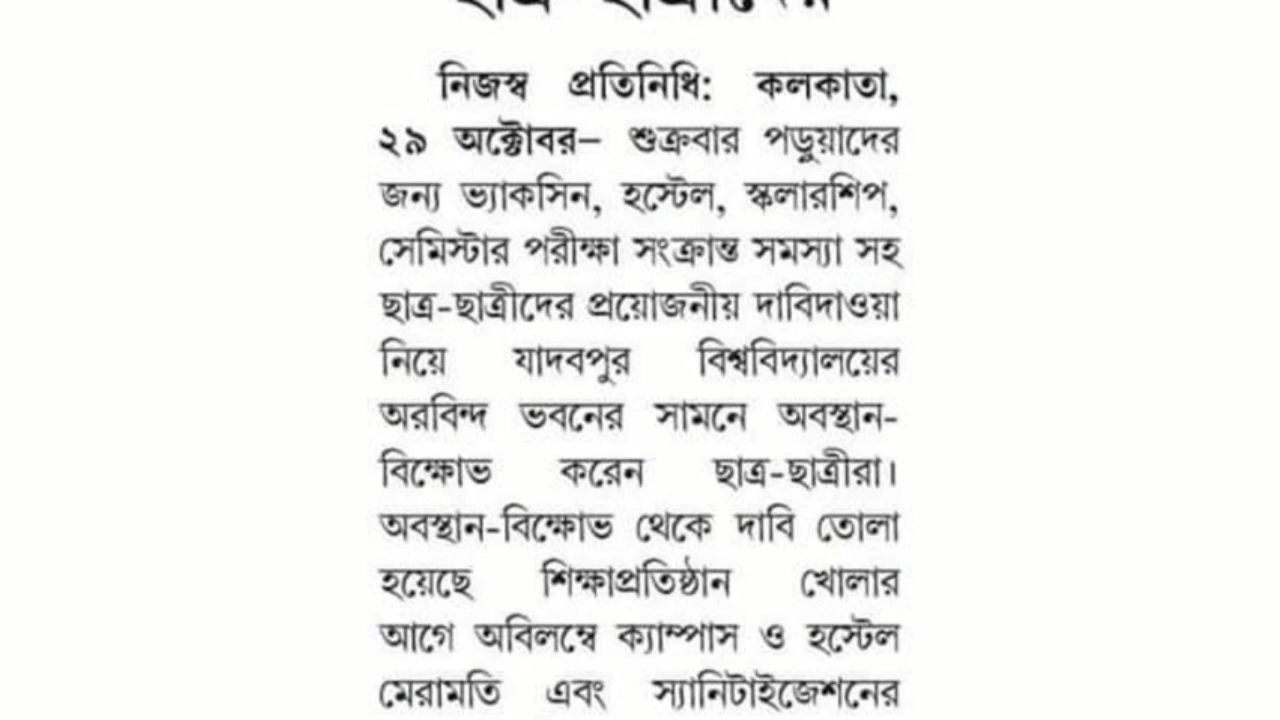 ছাত্র-ছাত্রীদের
নিজস্ব প্রতিনিধি: কলকাতা,
২৯ অক্টোবর– শুক্রবার পড়ুয়াদের
জন্য ভ্যাকসিন, হস্টেল, স্কলারশিপ,
সেমিস্টার পরীক্ষা সংক্রান্ত সমস্যা সহ
ছাত্র-ছাত্রীদের প্রয়োজনীয় দাবিদাওয়া
নিয়ে যাদবপুর বিশ্ববিদ্যালয়ের
অরবিন্দ ভবনের সামনে অবস্থান-
বিক্ষোভ করেন ছাত্র-ছাত্রীরা।
অবস্থান-বিক্ষোভ থেকে দাবি তোলা
হয়েছে শিক্ষাপ্রতিষ্ঠান খোলার
আগে অবিলম্বে ক্যাম্পাস ও হস্টেল
মেরামতি এবং স্যানিটাইজেশনের